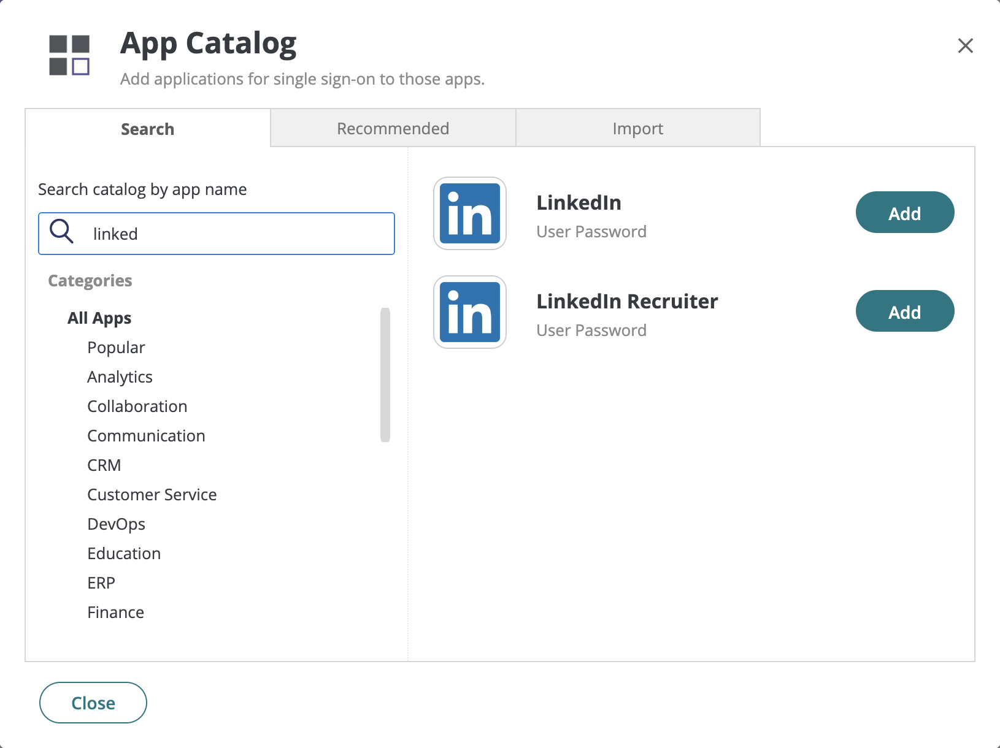 App Catalog
Add applications for single sign-on to those apps.
Search
Recommended
Import
Search catalog by app name
linked
Categories
All Apps
Popular
Analytics
Collaboration
Communication
CRM
Customer Service
DevOps
Education
ERP
Finance
in
LinkedIn
User Password
Add
in
LinkedIn Recruiter
User Password
Add
Close